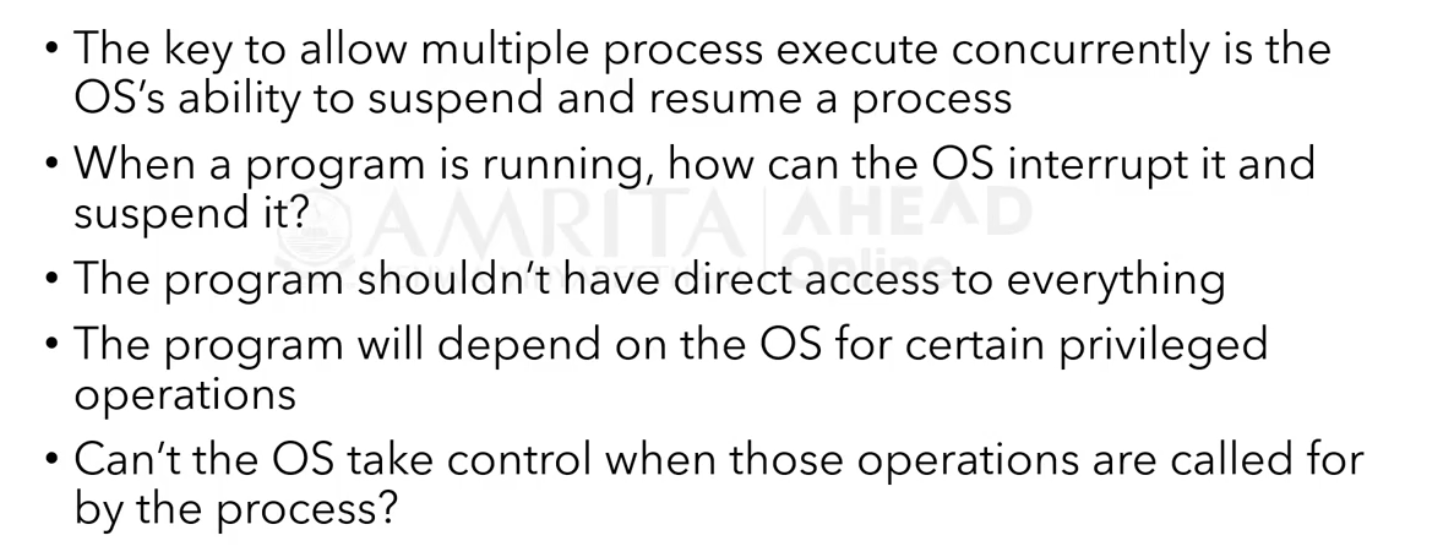 • The key to allow multiple process execute concurrently is the
OS’s ability to suspend and resume a process
• When a program is running, how can the OS interrupt it and
suspend it?
AMRITA AHEAD
Online
• The program shouldn’t have direct access to everything
• The program will depend on the OS for certain privileged
operations
• Can’t the OS take control when those operations are called for
by the process?